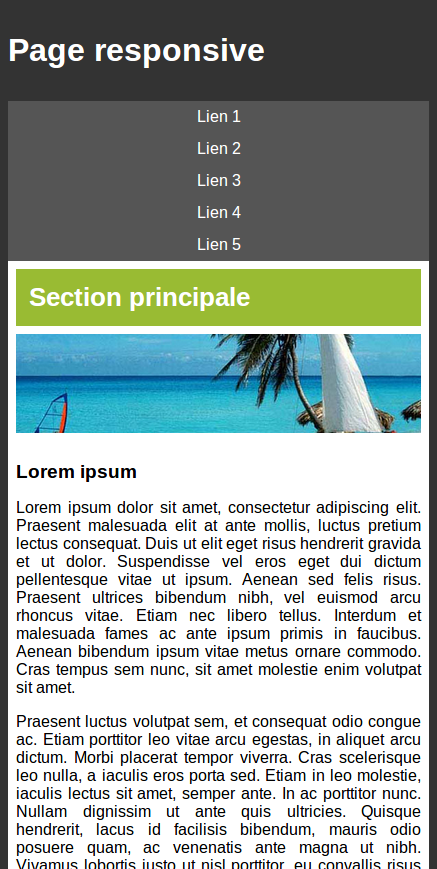 Page responsive
Lien 1
Lien 2
Lien 3
Lien 4
Lien 5
Section principale
Lorem ipsum
Lorem ipsum dolor sit amet, consectetur adipiscing elit.
Praesent malesuada elit at ante mollis, luctus pretium
lectus consequat. Duis ut elit eget risus hendrerit gravida
et ut dolor. Suspendisse vel eros eget dui dictum
pellentesque vitae ut ipsum. Aenean sed felis risus.
Praesent ultrices bibendum nibh, vel euismod arcu
rhoncus vitae. Etiam nec libero tellus. Interdum et
malesuada fames ac ante ipsum primis in faucibus.
Aenean bibendum ipsum vitae metus ornare commodo.
Cras tempus sem nunc, sit amet molestie enim volutpat
sit amet.
Praesent luctus volutpat sem, et consequat odio congue
ac. Etiam porttitor leo vitae arcu egestas, in aliquet arcu
dictum. Morbi placerat tempor viverra. Cras scelerisque
leo nulla, a iaculis eros porta sed. Etiam in leo molestie,
iaculis lectus sit amet, semper ante. In ac porttitor nunc.
Nullam dignissim ut ante quis ultricies. Quisque
hendrerit, lacus id facilisis bibendum, mauris odio
posuere quam, ac venenatis ante magna ut nibh.
Vivamus lobortis justo ut nisl porttitor, eu convallis risus